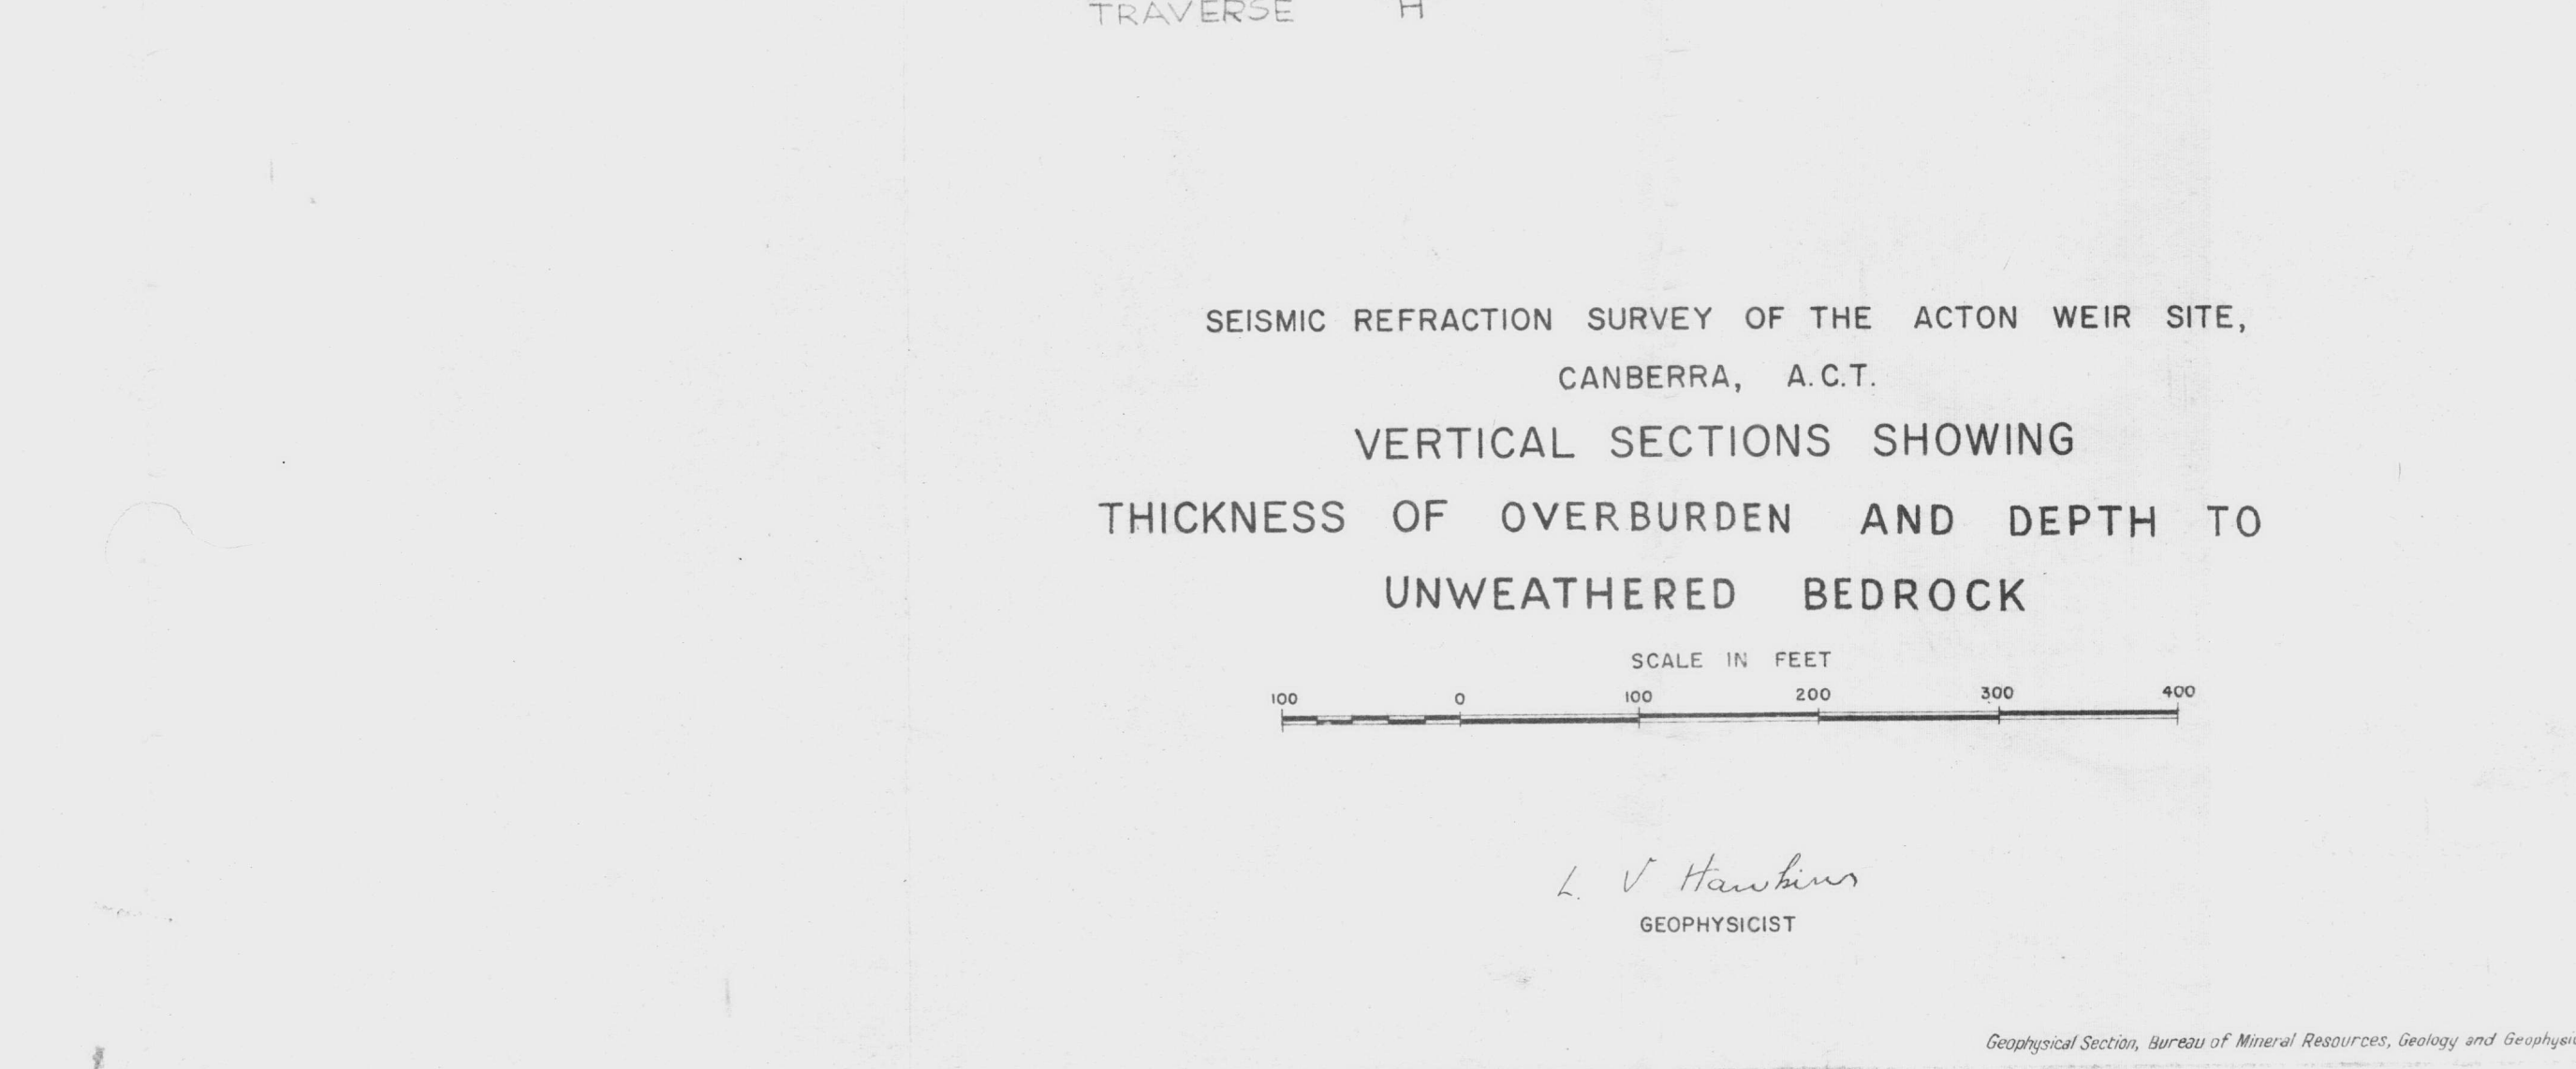 TRAVERSE H
SEISMIC REFRACTION SURVEY OF THE ACTON WEIR SITE,
CANBERRA, A.C.T.
VERTICAL SECTIONS SHOWING
THICKNESS OF OVERBURDEN AND DEPTH TO
UNWEATHERED BEDROCK
SCALE IN FEET
100 0 100 200 300 400
L. V Hawkins
GEOPHYSICIST
Geophysical Section, Bureau of Mineral Resources, Geology and Geophysi